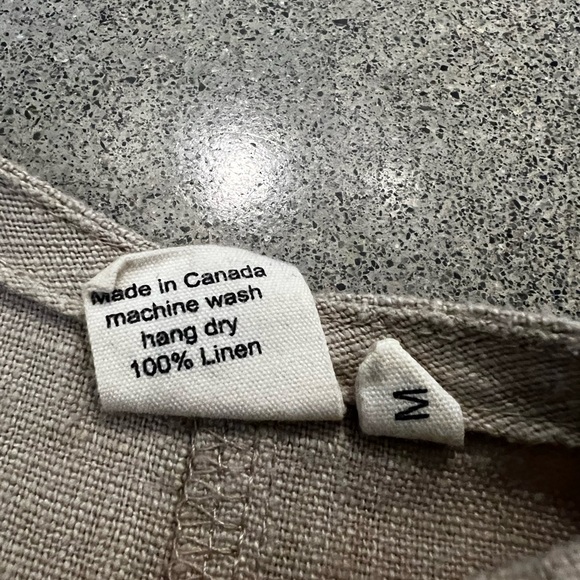 Made in Canada
machine wash
hang dry
100% Linen
M